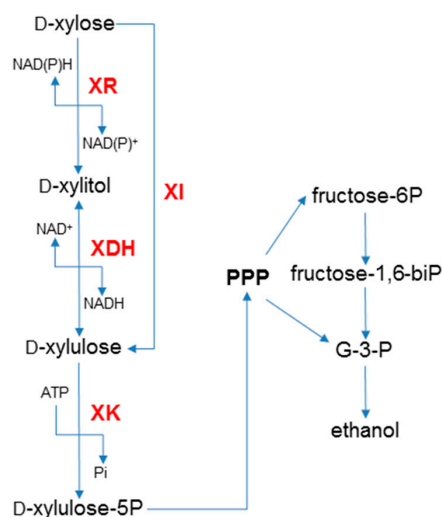 D-xylose
NAD(P)H
XR
NAD(P)⁺
D-xylitol
XI
NAD⁺
XDH
NADH
D-xylulose
ATP
XK
Pi
D-xylulose-5P
PPP
fructose-6P
fructose-1,6-biP
G-3-P
ethanol